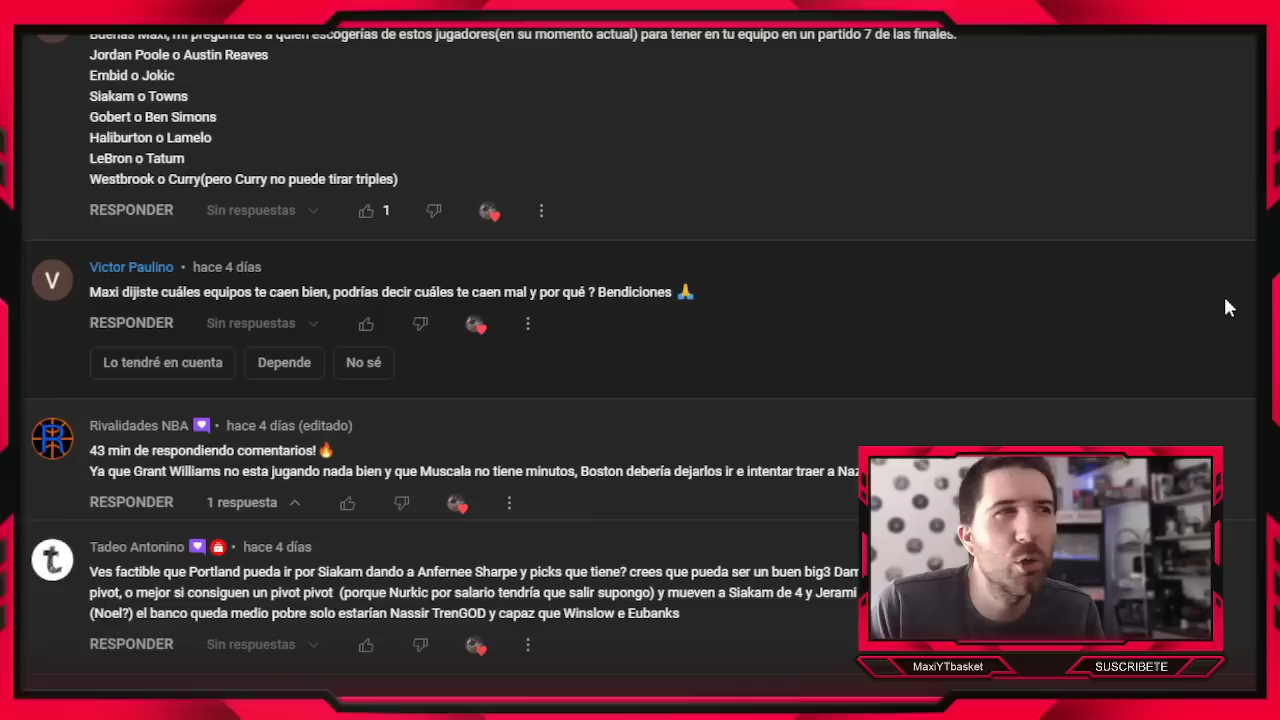 Buenas Maxi, mi pregunta es a quien escogerías de estos jugadores(en su momento actual) para tener en tu equipo en un partido 7 de las finales.
Jordan Poole o Austin Reaves
Embid o Jokic
Siakam o Towns
Gobert o Ben Simons
Haliburton o Lamelo
LeBron o Tatum
Westbrook o Curry(pero Curry no puede tirar triples)
RESPONDER Sin respuestas 1
V
Victor Paulino • hace 4 días
Maxi dijiste cuáles equipos te caen bien, podrías decir cuáles te caen mal y por qué ? Bendiciones 🙏
RESPONDER Sin respuestas
Lo tendré en cuenta Depende No sé
Rivalidades NBA • hace 4 días (editado)
43 min de respondiendo comentarios!🔥
Ya que Grant Williams no esta jugando nada bien y que Muscala no tiene minutos, Boston debería dejarlos ir e intentar traer a Naz
RESPONDER 1 respuesta
t
Tadeo Antonino • hace 4 días
Ves factible que Portland pueda ir por Siakam dando a Anfernee Sharpe y picks que tiene? crees que pueda ser un buen big3 Dam
pivot, o mejor si consiguen un pivot pivot (porque Nurkic por salario tendría que salir supongo) y mueven a Siakam de 4 y Jerami
(Noel?) el banco queda medio pobre solo estarían Nassir TrenGOD y capaz que Winslow e Eubanks
RESPONDER Sin respuestas
MaxiYTbasket
SUSCRIBETE